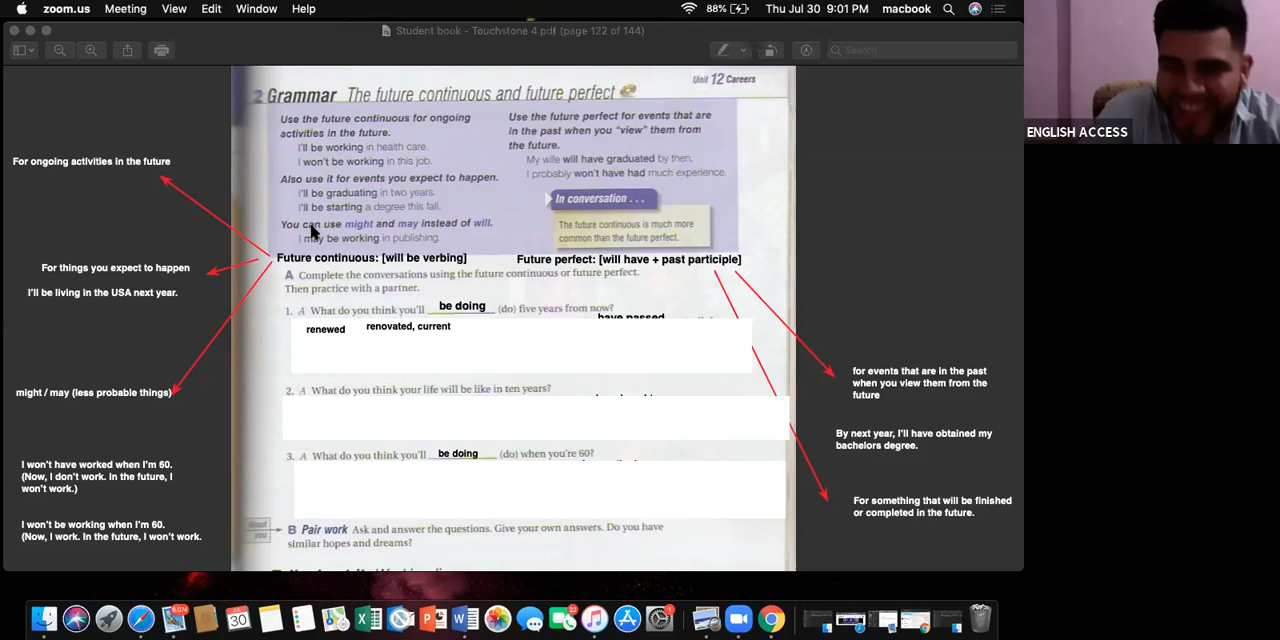 zoom.us Meeting View Edit Window Help 88% Thu Jul 30 9:01 PM macbook
Student book - Touchstone 4.pdf (page 122 of 144)
Search
ENGLISH ACCESS
Unit 12 Careers
2 Grammar The future continuous and future perfect
Use the future continuous for ongoing
activities in the future.
I'll be working in health care.
I won't be working in this job.
Also use it for events you expect to happen.
I'll be graduating in two years.
I'll be starting a degree this fall.
You can use might and may instead of will.
I may be working in publishing.
Use the future perfect for events that are
in the past when you "view" them from
the future.
My wife will have graduated by then.
I probably won't have had much experience.
In conversation . . .
The future continuous is much more
common than the future perfect.
For ongoing activities in the future
For things you expect to happen
I'll be living in the USA next year.
might / may (less probable things)
I won't have worked when I'm 60.
(Now, I don't work. In the future, I
won't work.)
I won't be working when I'm 60.
(Now, I work. In the future, I won't work.
Future continuous: [will be verbing]
Future perfect: [will have + past participle]
A Complete the conversations using the future continuous or future perfect.
Then practice with a partner.
1. A What do you think you'll be doing (do) five years from now?
have passed
renewed renovated, current
2. A What do you think your life will be like in ten years?
3. A What do you think you'll be doing (do) when you're 60?
About
you
B Pair work Ask and answer the questions. Give your own answers. Do you have
similar hopes and dreams?
for events that are in the past
when you view them from the
future
By next year, I'll have obtained my
bachelors degree.
For something that will be finished
or completed in the future.
6,074
30
22
1